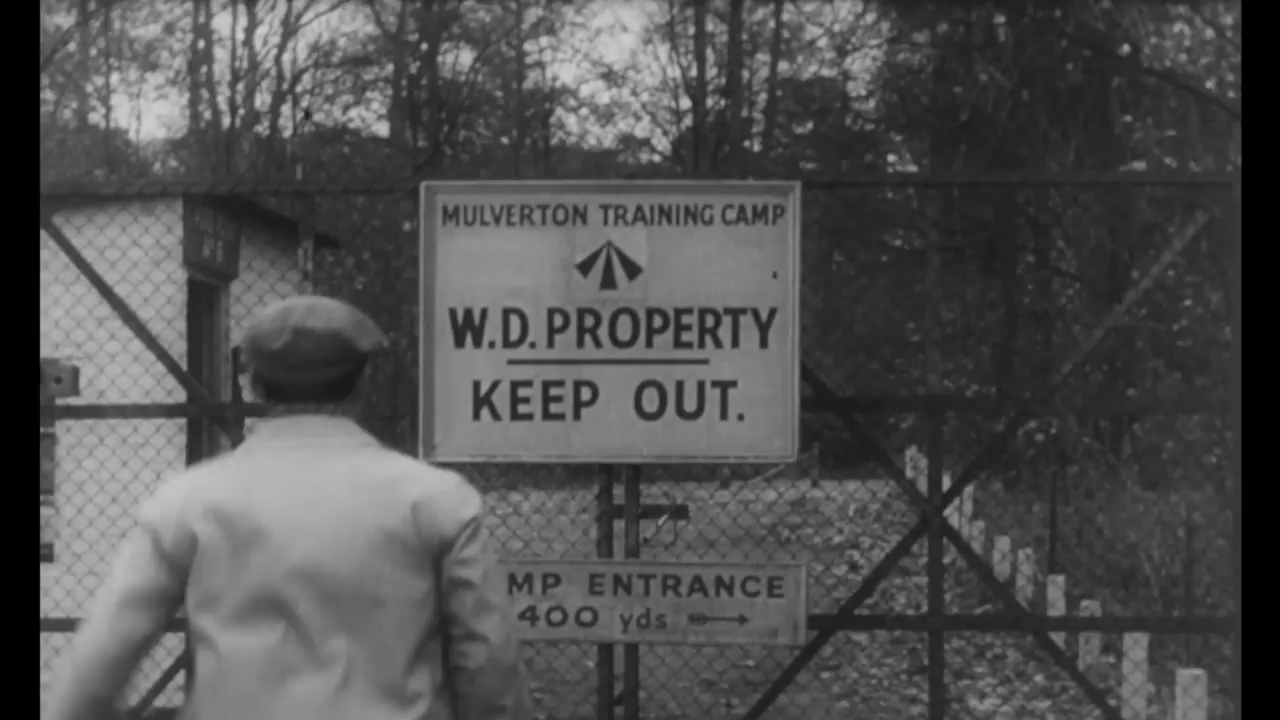 MULVERTON TRAINING CAMP
W.D. PROPERTY
KEEP OUT.
MP ENTRANCE
400 yds